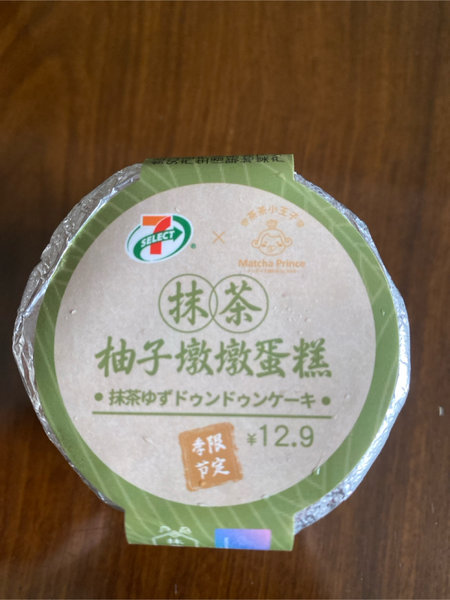 7
SELECT
×
茶茶小王子
Matcha Prince
抹茶
柚子墩墩蛋糕
•抹茶ゆずドゥンドゥンケーキ•
季限
节定
¥12.9